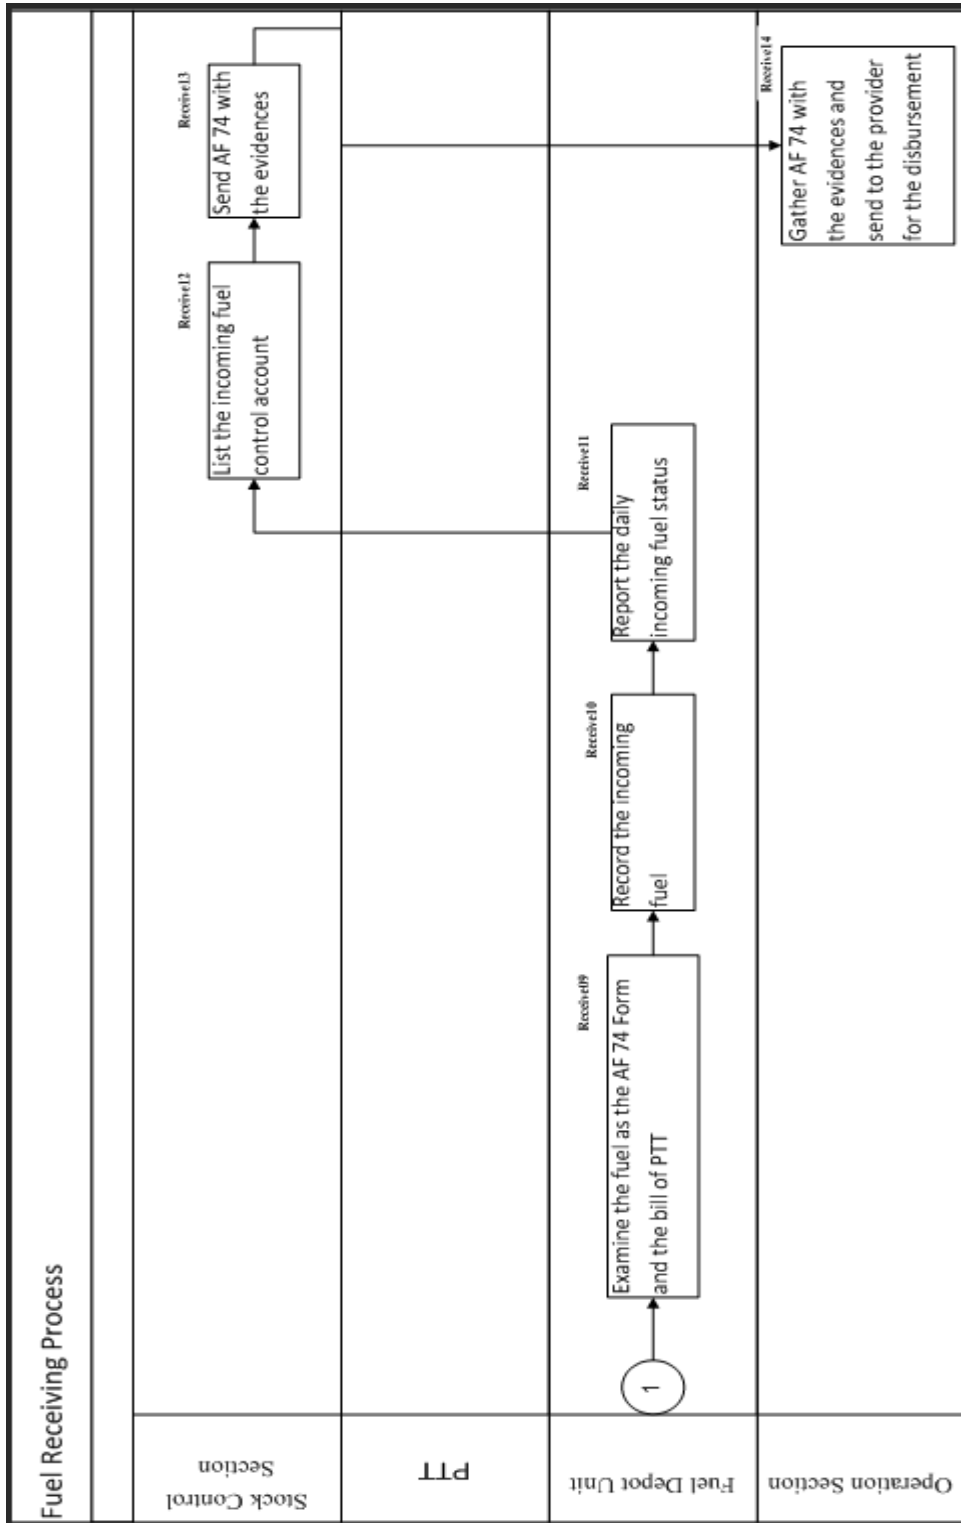 Fuel Receiving Process
Stock Control
Section
PTT
Fuel Depot Unit
Operation Section
1
Receive09
Examine the fuel as the AF 74 Form
and the bill of PTT
Receive10
Record the incoming
fuel
Receive11
Report the daily
incoming fuel status
Receive12
List the incoming fuel
control account
Receive13
Send AF 74 with
the evidences
Receive14
Gather AF 74 with
the evidences and
send to the provider
for the disbursement